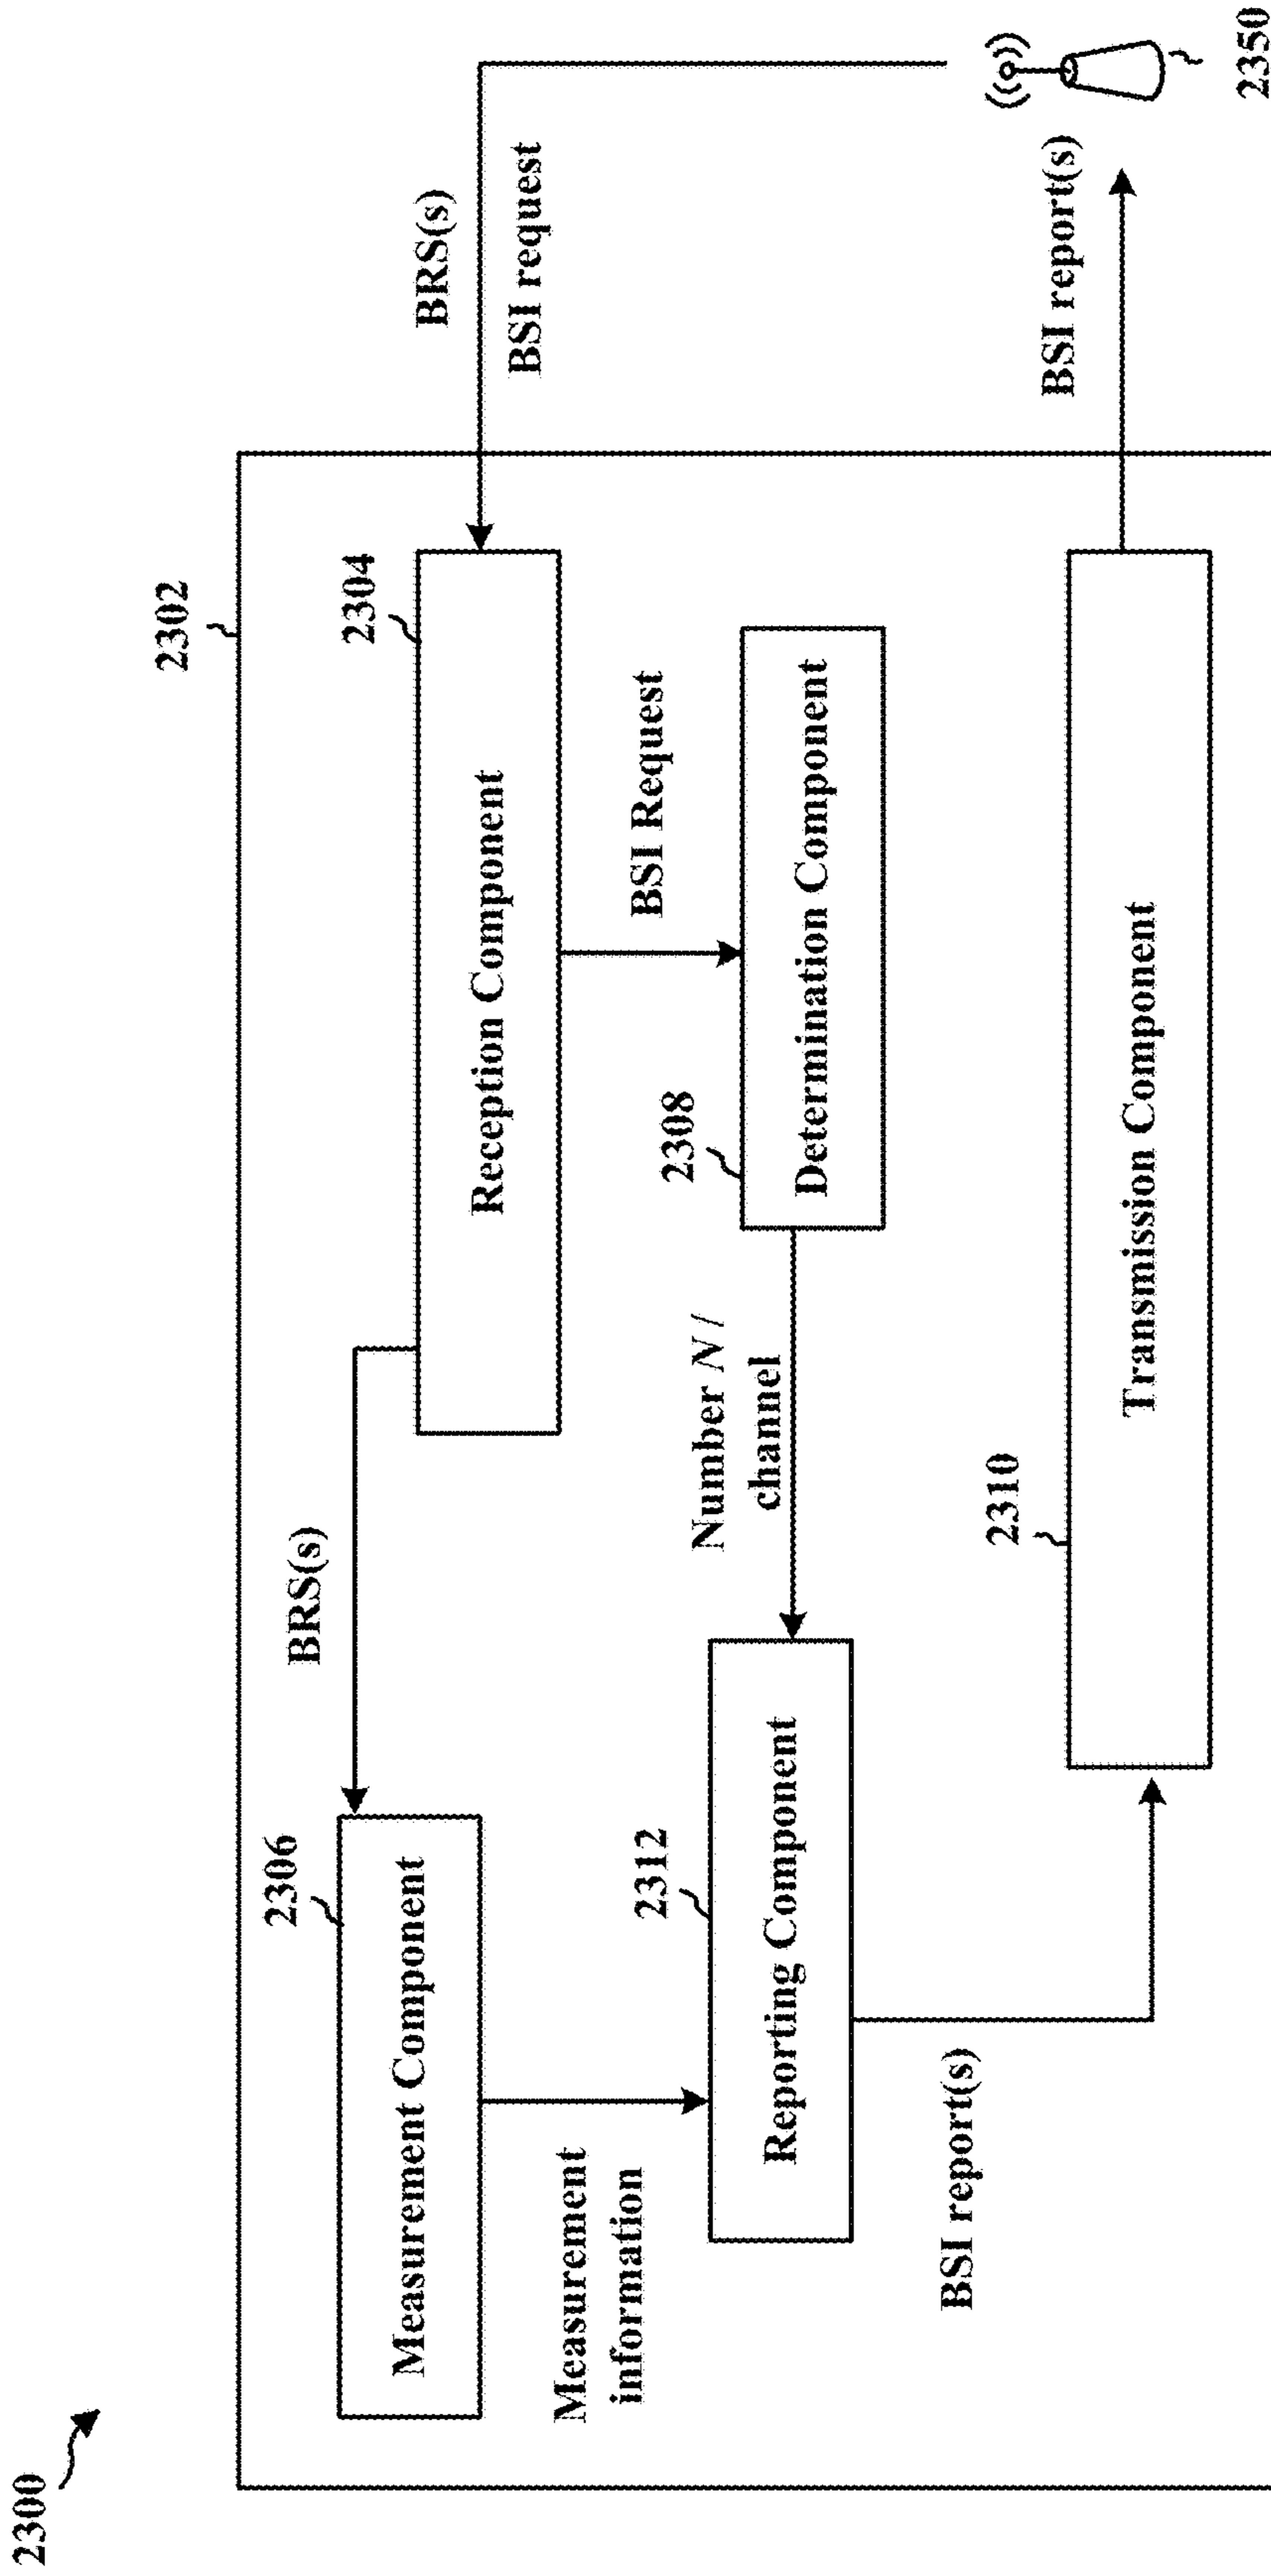 2300
2302
2306
Measurement Component
BRS(s)
2304
Reception Component
BRS(s)
BSI request
Measurement
information
2312
Reporting Component
Number N /
channel
2308
Determination Component
BSI Request
BSI report(s)
2310
Transmission Component
BSI report(s)
2350